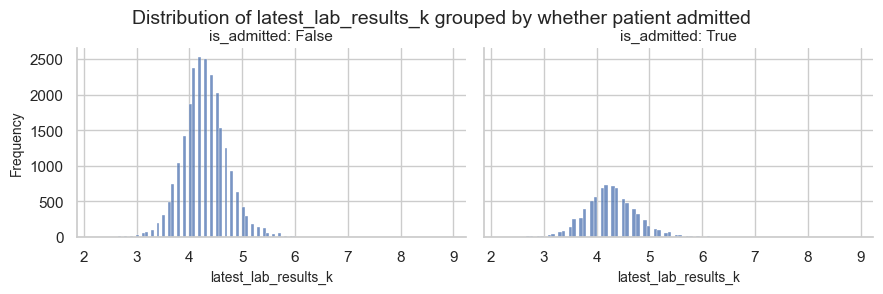 Distribution of latest_lab_results_k grouped by whether patient admitted
is_admitted: False
is_admitted: True
Frequency
2500
2000
1500
1000
500
0
2 3 4 5 6 7 8 9
2 3 4 5 6 7 8 9
latest_lab_results_k
latest_lab_results_k